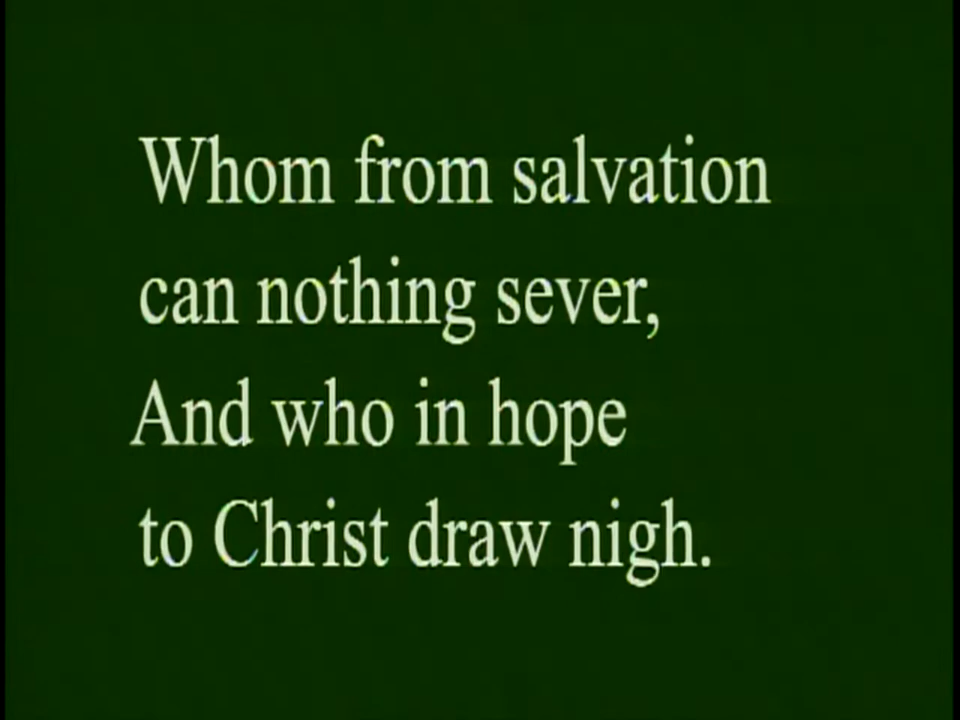 Whom from salvation
can nothing sever,
And who in hope
to Christ draw nigh.